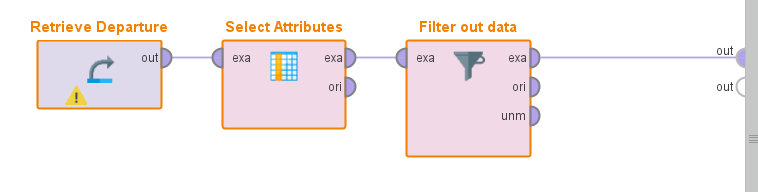 Retrieve Departure Select Attributes Filter out data
out exa exa exa exa out
ori ori out
unm